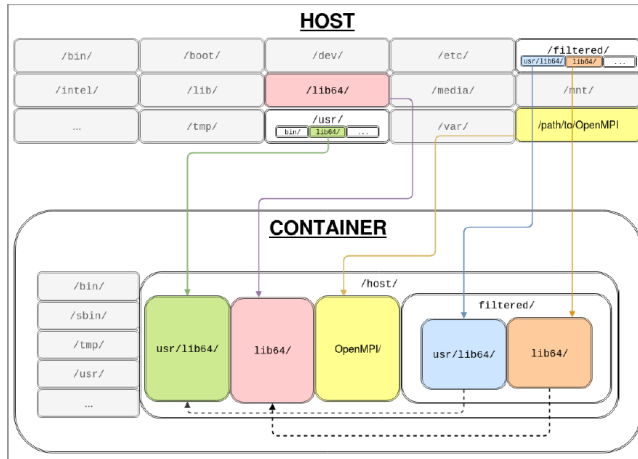 HOST
/bin/ /boot/ /dev/ /etc/ /filtered/
usr/lib64/ lib64/ ...
/intel/ /lib/ /lib64/ /media/ /mnt/
... /tmp/ /usr/ /var/ /path/to/OpenMPI
bin/ lib64/ ...
CONTAINER
/bin/ /host/
/sbin/ filtered/
/tmp/ usr/lib64/ lib64/ OpenMPI/ usr/lib64/ lib64/
/usr/
...